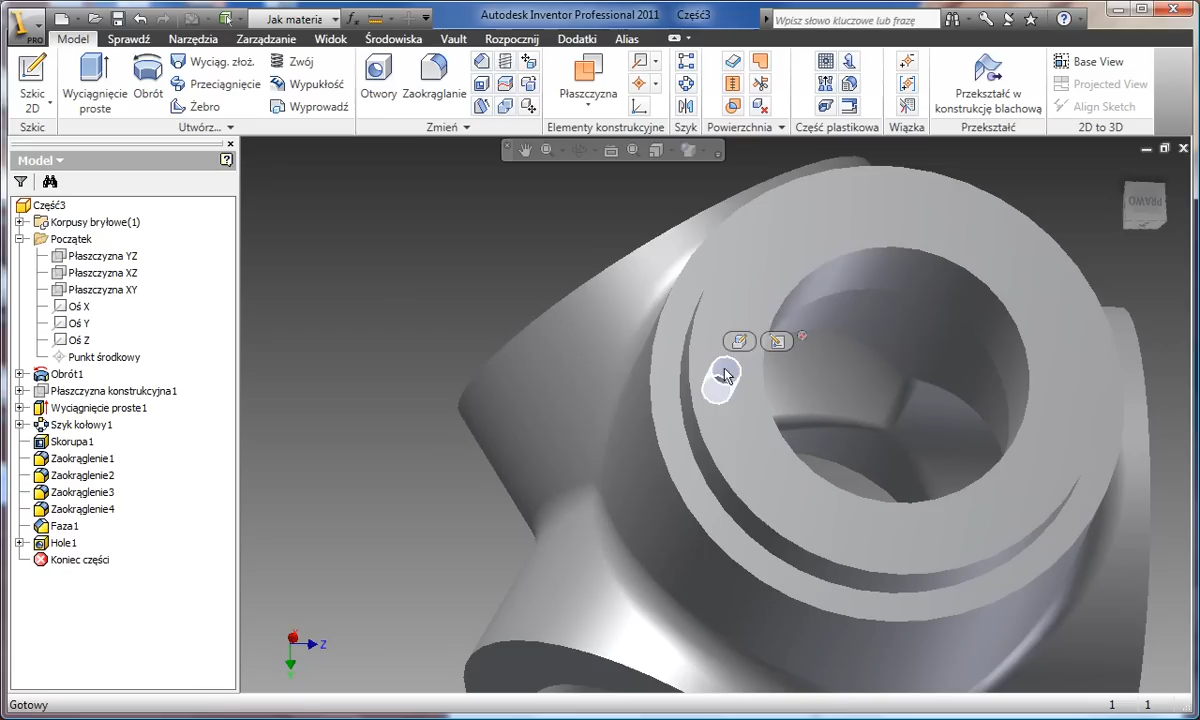 Jak materia
Autodesk Inventor Professional 2011 Część3
Wpisz słowo kluczowe lub frazę
PRO
Model Sprawdź Narzędzia Zarządzanie Widok Środowiska Vault Rozpocznij Dodatki Alias
Szkic 2D
Wyciągnięcie proste
Obrót
Wyciąg. złoż.
Przeciągnięcie
Żebro
Zwój
Wypukłość
Wyprowadź
Otwory
Zaokrąglanie
Płaszczyzna
Przekształć w konstrukcję blachową
Base View
Projected View
Align Sketch
Szkic Utwórz... Zmień Elementy konstrukcyjne Szyk Powierzchnia Część plastikowa Wiązka Przekształć 2D to 3D
Model
Część3
Korpusy bryłowe(1)
Początek
Płaszczyzna YZ
Płaszczyzna XZ
Płaszczyzna XY
Oś X
Oś Y
Oś Z
Punkt środkowy
Obrót1
Płaszczyzna konstrukcyjna1
Wyciągnięcie proste1
Szyk kołowy1
Skorupa1
Zaokrąglenie1
Zaokrąglenie2
Zaokrąglenie3
Zaokrąglenie4
Faza1
Hole1
Koniec części
PRAWO
Z
Gotowy
1 1